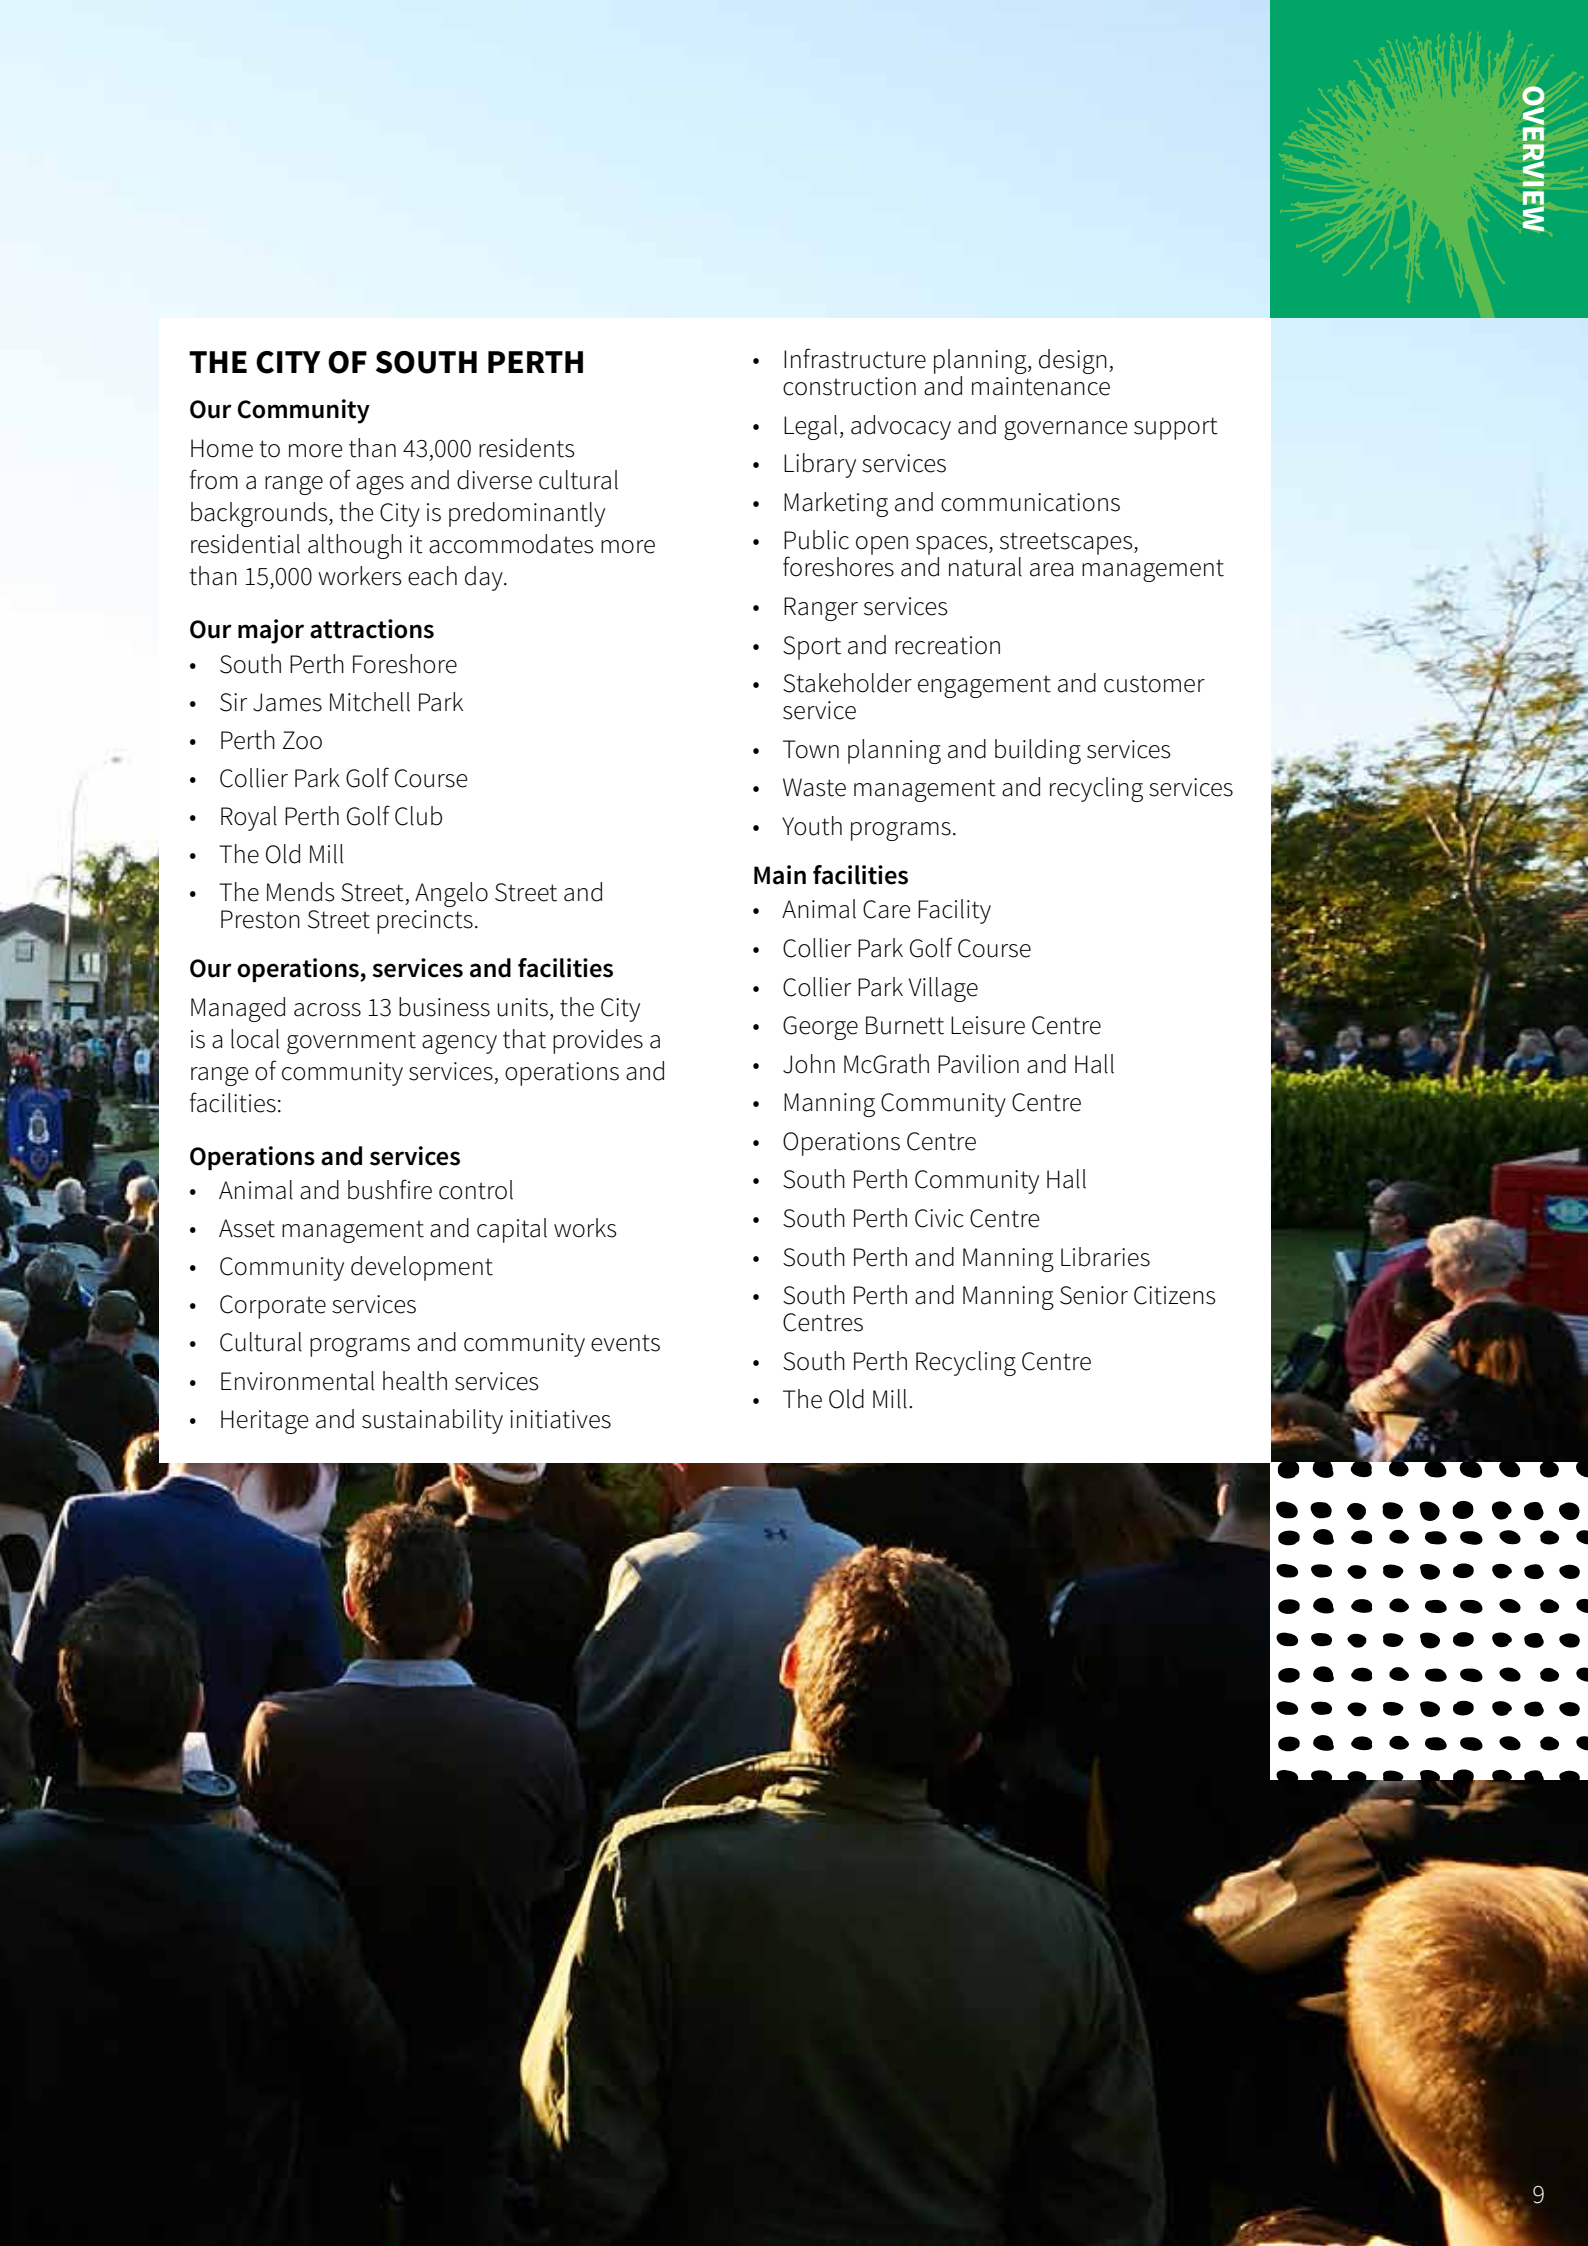 OVERVIEW
THE CITY OF SOUTH PERTH
Our Community
Home to more than 43,000 residents
from a range of ages and diverse cultural
backgrounds, the City is predominantly
residential although it accommodates more
than 15,000 workers each day.
Our major attractions
• South Perth Foreshore
• Sir James Mitchell Park
• Perth Zoo
• Collier Park Golf Course
• Royal Perth Golf Club
• The Old Mill
• The Mends Street, Angelo Street and
Preston Street precincts.
Our operations, services and facilities
Managed across 13 business units, the City
is a local government agency that provides a
range of community services, operations and
facilities:
Operations and services
• Animal and bushfire control
• Asset management and capital works
• Community development
• Corporate services
• Cultural programs and community events
• Environmental health services
• Heritage and sustainability initiatives
• Infrastructure planning, design,
construction and maintenance
• Legal, advocacy and governance support
• Library services
• Marketing and communications
• Public open spaces, streetscapes,
foreshores and natural area management
• Ranger services
• Sport and recreation
• Stakeholder engagement and customer
service
• Town planning and building services
• Waste management and recycling services
• Youth programs.
Main facilities
• Animal Care Facility
• Collier Park Golf Course
• Collier Park Village
• George Burnett Leisure Centre
• John McGrath Pavilion and Hall
• Manning Community Centre
• Operations Centre
• South Perth Community Hall
• South Perth Civic Centre
• South Perth and Manning Libraries
• South Perth and Manning Senior Citizens
Centres
• South Perth Recycling Centre
• The Old Mill.
9